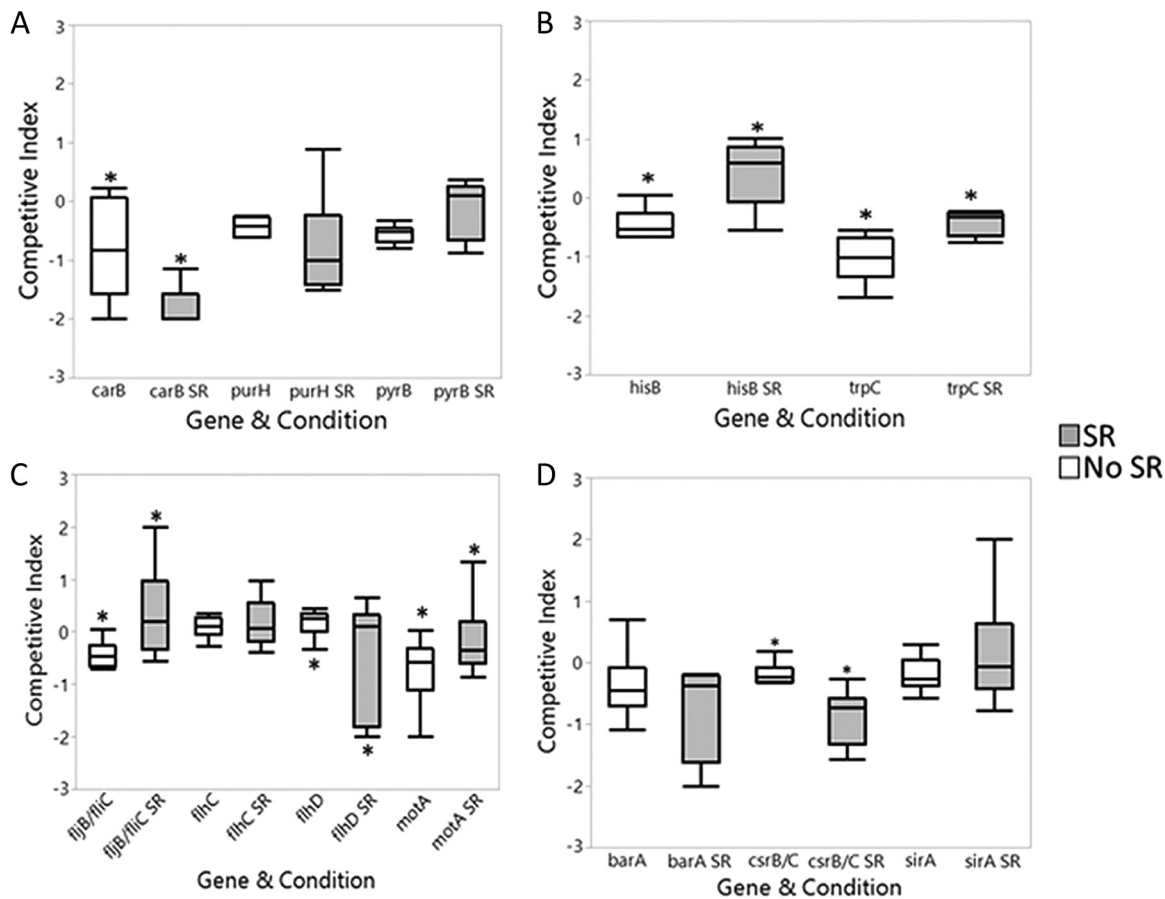 A
3
2
1
0
-1
-2
-3
Competitive Index
*
*
carB
carB SR
purH
purH SR
pyrB
pyrB SR
Gene & Condition
B
3
2
1
0
-1
-2
-3
Competitive Index
*
*
*
*
hisB
hisB SR
trpC
trpC SR
Gene & Condition
SR
No SR
C
3
2
1
0
-1
-2
-3
Competitive Index
*
*
*
*
*
*
fljB/fliC
fljB/fliC SR
flhC
flhC SR
flhD
flhD SR
motA
motA SR
Gene & Condition
D
3
2
1
0
-1
-2
-3
Competitive Index
*
*
barA
barA SR
csrB/C
csrB/C SR
sirA
sirA SR
Gene & Condition